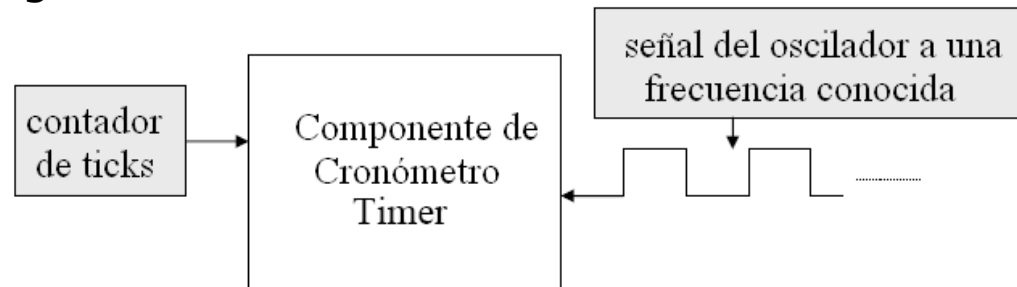 señal del oscilador a una
frecuencia conocida
contador
de ticks
Componente de
Cronómetro
Timer